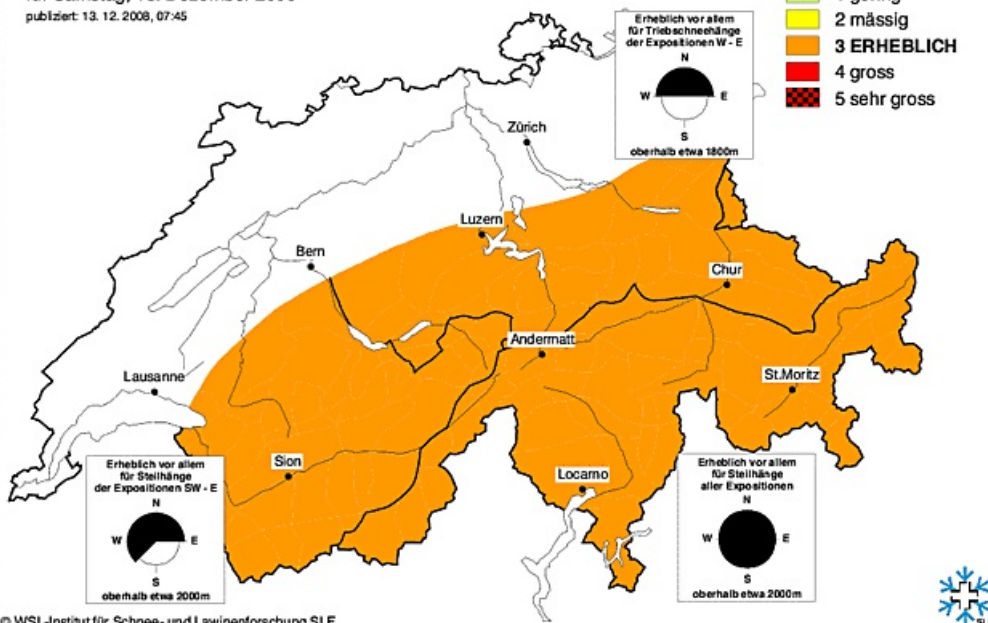 publiziert: 13. 12. 2008, 07:45
2 mässig
3 ERHEBLICH
4 gross
5 sehr gross
Erheblich vor allem
für Triebschneehänge
der Expositionen W - E
N
W
E
S
oberhalb etwa 1800m
Zürich
Luzern
Bern
Chur
Andermatt
St.Moritz
Lausanne
Sion
Locarno
Erheblich vor allem
für Steilhänge
der Expositionen SW - E
N
W
E
S
oberhalb etwa 2000m
Erheblich vor allem
für Steilhänge
aller Expositionen
N
W
E
S
oberhalb etwa 2000m
© WSL-Institut für Schnee- und Lawinenforschung SLF